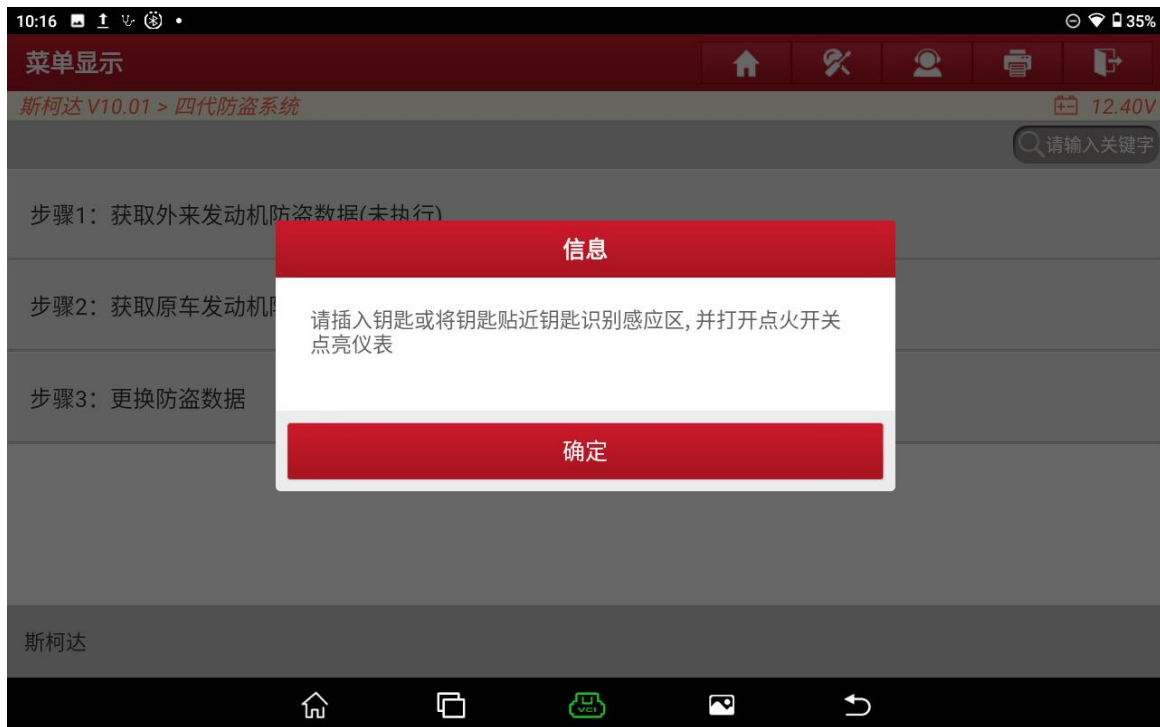 10:16
35%
菜单显示
斯柯达 V10.01 > 四代防盗系统
12.40V
请输入关键字
步骤1：获取外来发动机防盗数据(未执行)
信息
步骤2：获取原车发动机
请插入钥匙或将钥匙贴近钥匙识别感应区, 并打开点火开关
点亮仪表
步骤3：更换防盗数据
确定
斯柯达
VCI